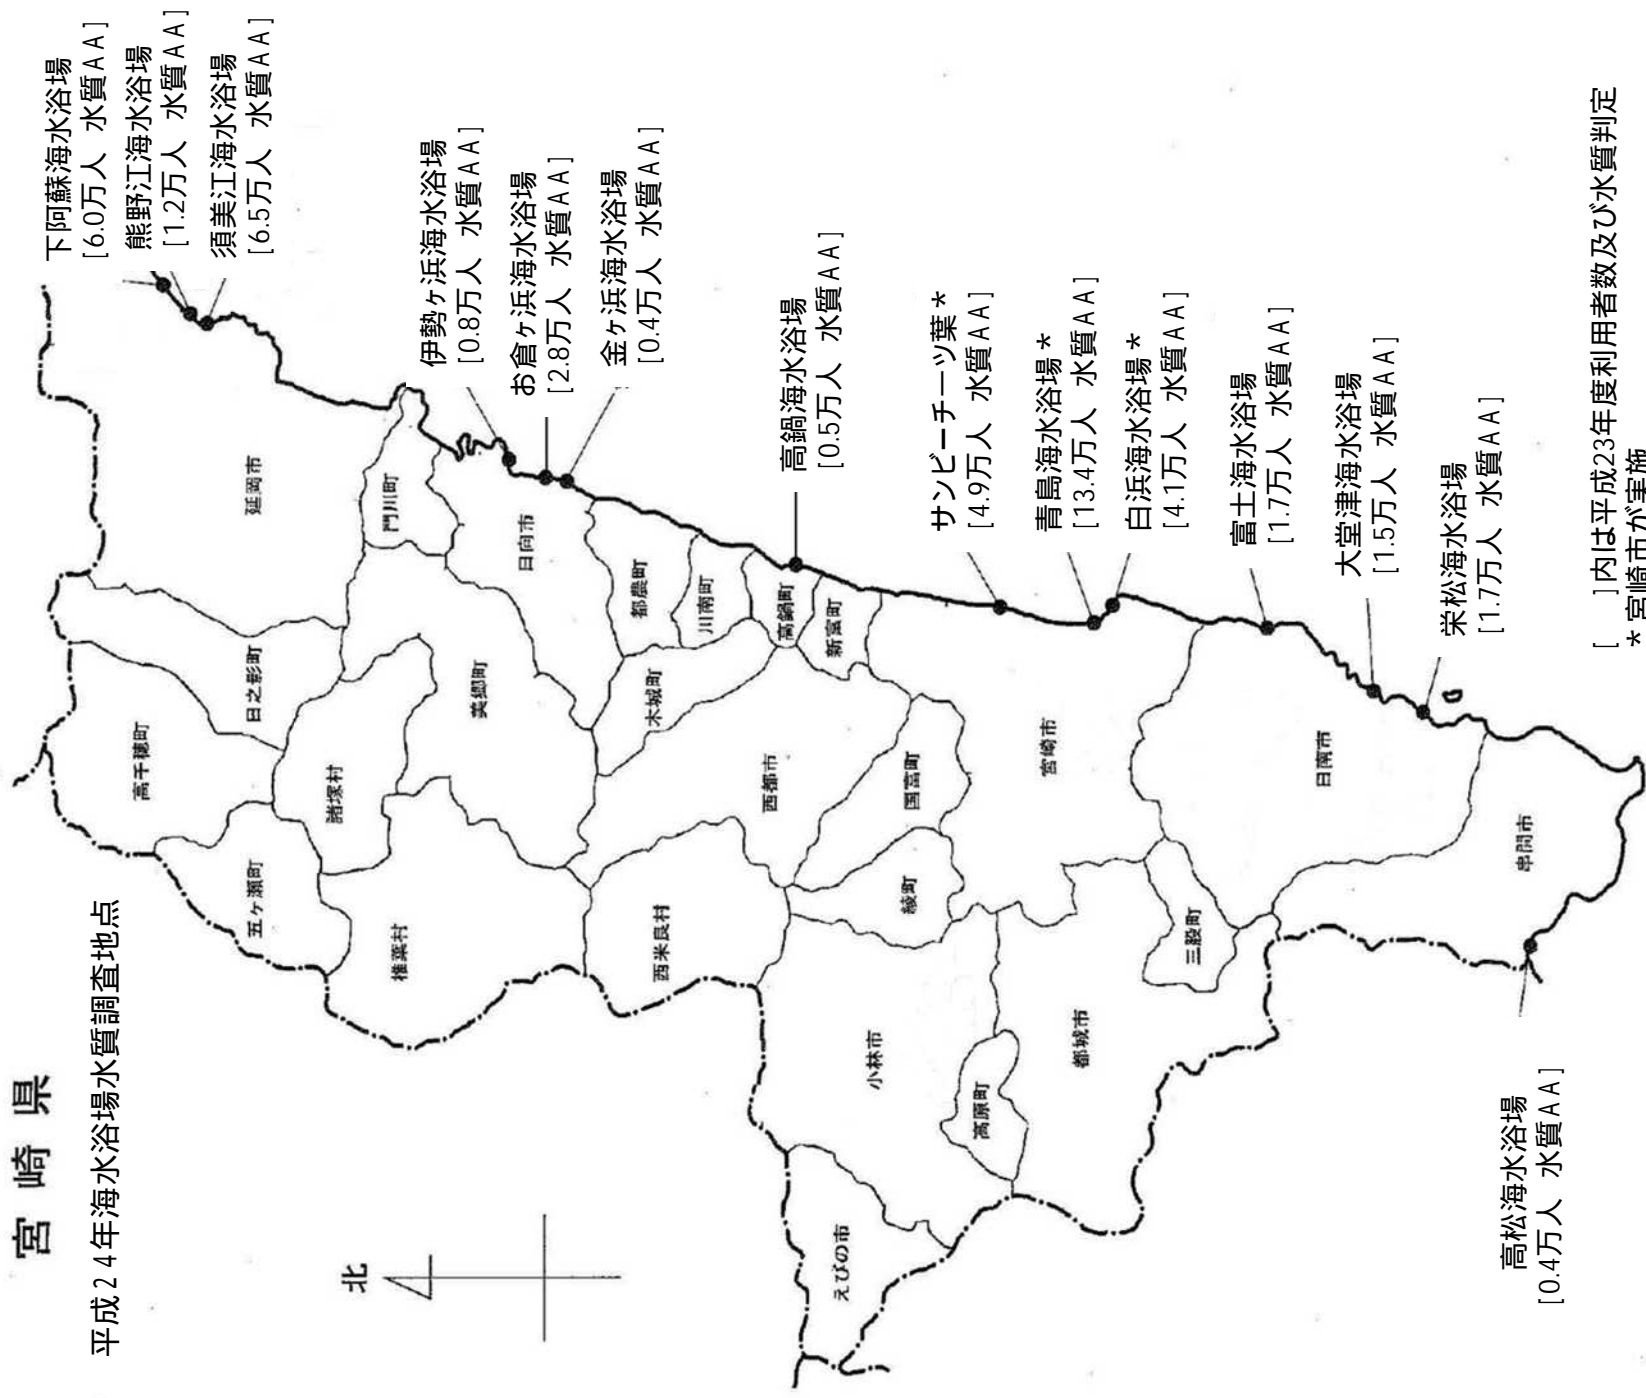 宮崎県
平成24年海水浴場水質調査地点
北
下阿蘇海水浴場
[6.0万人 水質AA]
熊野江海水浴場
[1.2万人 水質AA]
須美江海水浴場
[6.5万人 水質AA]
伊勢ヶ浜海水浴場
[0.8万人 水質AA]
お倉ヶ浜海水浴場
[2.8万人 水質AA]
金ヶ浜海水浴場
[0.4万人 水質AA]
高鍋海水浴場
[0.5万人 水質AA]
サンビーチ一ツ葉*
[4.9万人 水質AA]
青島海水浴場*
[13.4万人 水質AA]
白浜海水浴場*
[4.1万人 水質AA]
富土海水浴場
[1.7万人 水質AA]
大堂津海水浴場
[1.5万人 水質AA]
栄松海水浴場
[1.7万人 水質AA]
高松海水浴場
[0.4万人 水質AA]
高千穂町
日之影町
延岡市
五ヶ瀬町
諸塚村
門川町
椎葉村
美郷町
日向市
都農町
川南町
木城町
高鍋町
新富町
西米良村
西都市
国富町
綾町
宮崎市
小林市
高原町
えびの市
都城市
三股町
日南市
串間市
[ ]内は平成23年度利用者数及び水質判定
*宮崎市が実施